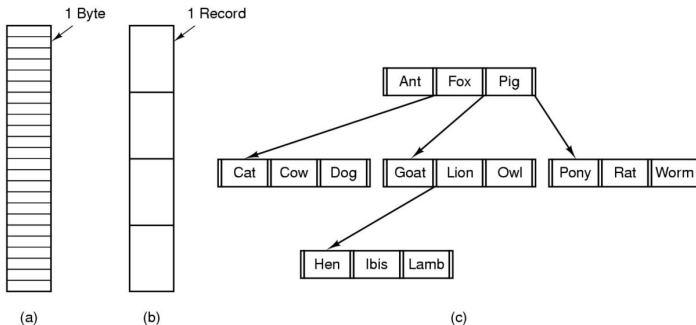 1 Byte
1 Record
Ant Fox Pig
Cat Cow Dog
Goat Lion Owl
Pony Rat Worm
Hen Ibis Lamb
(a)
(b)
(c)